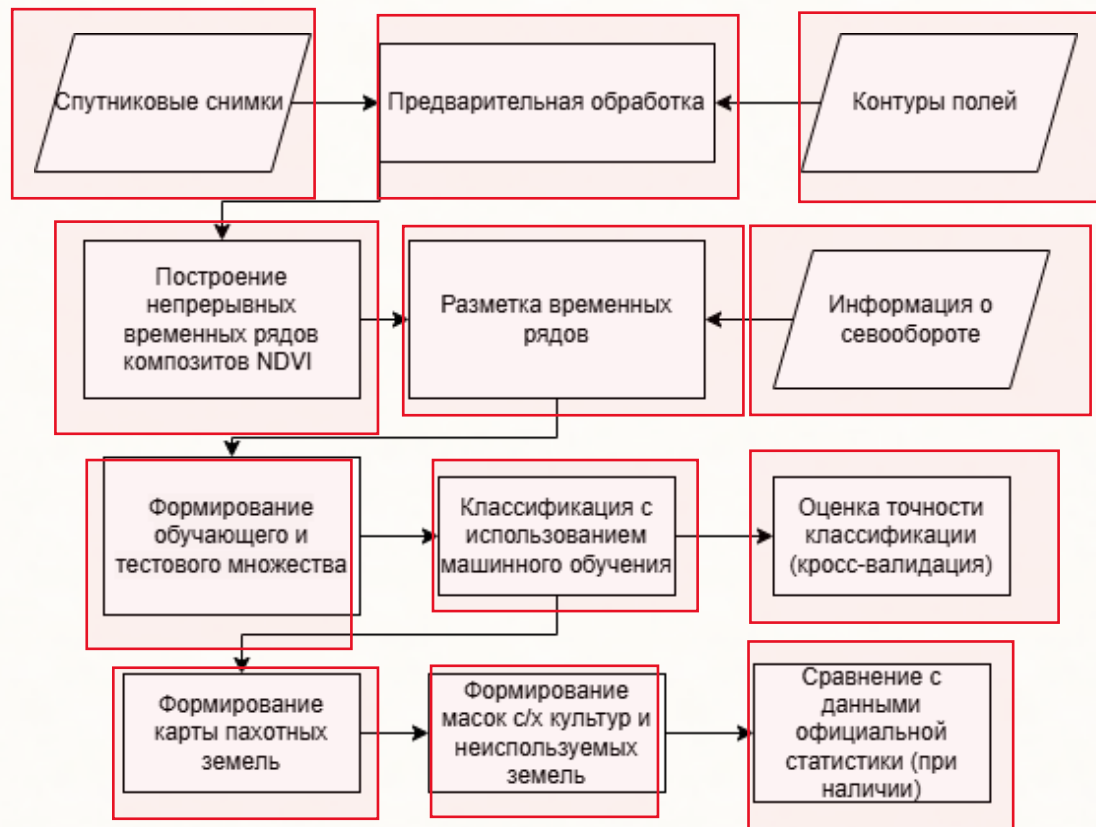 Спутниковые снимки
Предварительная обработка
Контуры полей
Построение
непрерывных
временных рядов
композитов NDVI
Разметка временных
рядов
Информация о
севообороте
Формирование
обучающего и
тестового множества
Классификация с
использованием
машинного обучения
Оценка точности
классификации
(кросс-валидация)
Формирование
карты пахотных
земель
Формирование
масок с/х культур и
неиспользуемых
земель
Сравнение с
данными
официальной
статистики (при
наличии)